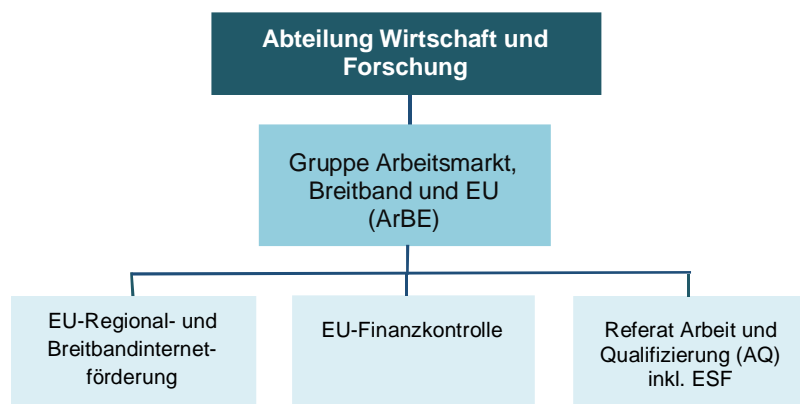 Abteilung Wirtschaft und
Forschung
Gruppe Arbeitsmarkt,
Breitband und EU
(ArBE)
EU-Regional- und
Breitbandinternet-
förderung
EU-Finanzkontrolle
Referat Arbeit und
Qualifizierung (AQ)
inkl. ESF